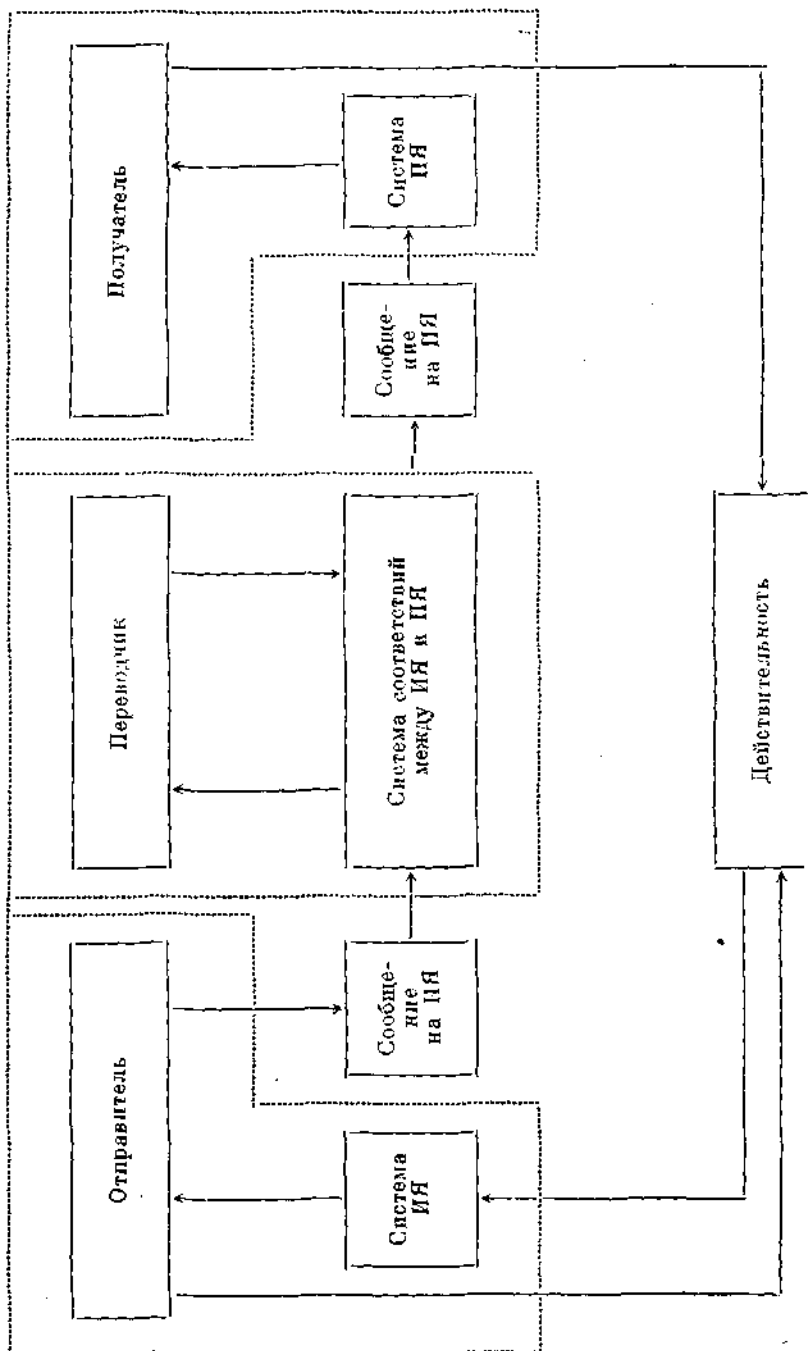 Отправитель
Переводчик
Получатель
Система
ИЯ
Сообще-
ние
на ИЯ
Система соответствий
между ИЯ и ПЯ
Сообще-
ние
на ПЯ
Система
ПЯ
Действительность